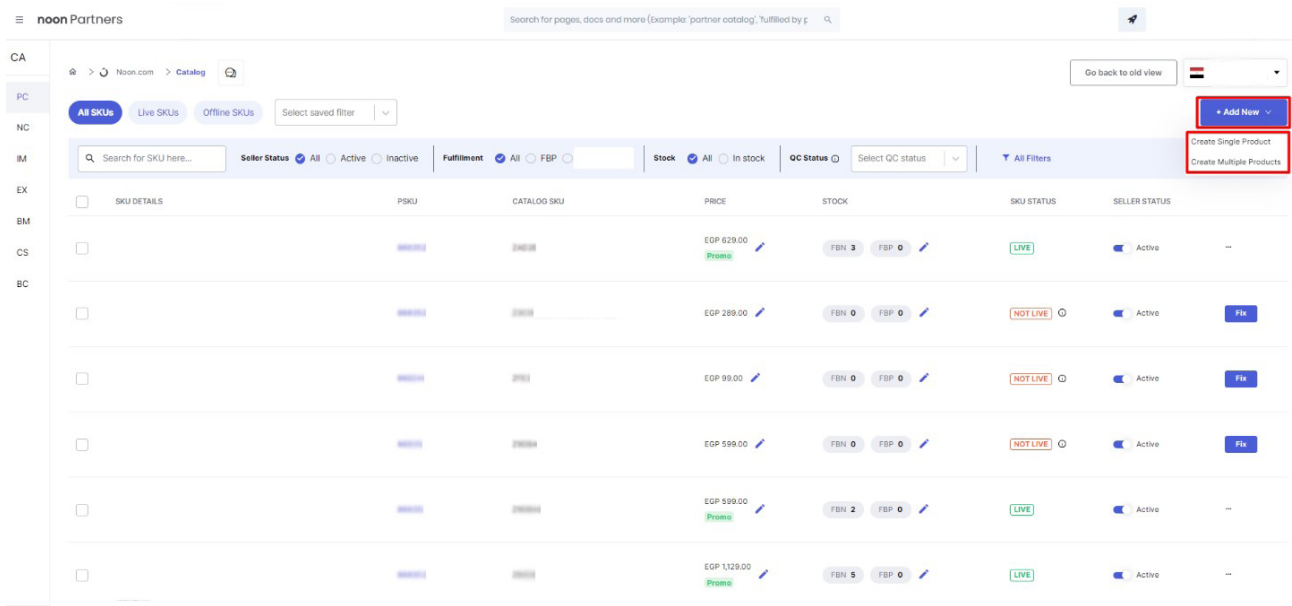 noon Partners
Search for pages, docs and more (Example: 'partner catalog', 'fulfilled by p
CA
PC
NC
IM
EX
BM
CS
BC
Noon.com > Catalog
Go back to old view
All SKUs Live SKUs Offline SKUs Select saved filter
+ Add New
Create Single Product
Create Multiple Products
Search for SKU here... Seller Status All Active Inactive Fulfillment All FBP Stock All In stock QC Status Select QC status All Filters
SKU DETAILS PSKU CATALOG SKU PRICE STOCK SKU STATUS SELLER STATUS
EGP 629.00
Promo
FBN 3 FBP 0 LIVE Active ...
EGP 289.00 FBN 0 FBP 0 NOT LIVE Active Fix
EGP 99.00 FBN 0 FBP 0 NOT LIVE Active Fix
EGP 599.00 FBN 0 FBP 0 NOT LIVE Active Fix
EGP 599.00
Promo
FBN 2 FBP 0 LIVE Active ...
EGP 1,129.00
Promo
FBN 5 FBP 0 LIVE Active ...